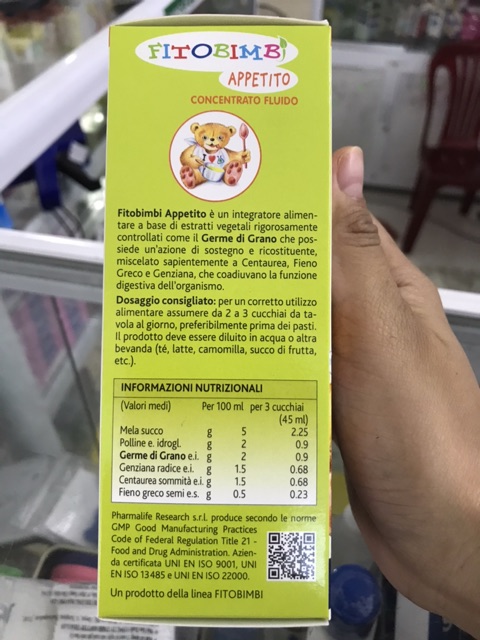 FITOBIMBI
APPETITO
CONCENTRATO FLUIDO
I
Fitobimbi Appetito è un integratore alimen-
tare a base di estratti vegetali rigorosamente
controllati come il Germe di Grano che pos-
siede un'azione di sostegno e ricostituente,
miscelato sapientemente a Centaurea, Fieno
Greco e Genziana, che coadiuvano la funzione
digestiva dell'organismo.
Dosaggio consigliato: per un corretto utilizzo
alimentare assumere da 2 a 3 cucchiai da ta-
vola al giorno, preferibilmente prima dei pasti.
Il prodotto deve essere diluito in acqua o altra
bevanda (té, latte, camomilla, succo di frutta,
etc.).
INFORMAZIONI NUTRIZIONALI
(Valori medi) Per 100 ml per 3 cucchiai
(45 ml)
Mela succo g 5 2.25
Polline e. idrogl. g 2 0.9
Germe di Grano e.i. g 2 0.9
Genziana radice e.i. g 1.5 0.68
Centaurea sommità e.i. g 1.5 0.68
Fieno greco semi e.s. g 0.5 0.23
Pharmalife Research s.r.l. produce secondo le norme
GMP Good Manufacturing Practices
Code of Federal Regulation Title 21 -
Food and Drug Administration. Azien-
da certificata UNI EN ISO 9001, UNI
EN ISO 13485 e UNI EN ISO 22000.
Un prodotto della linea FITOBIMBI